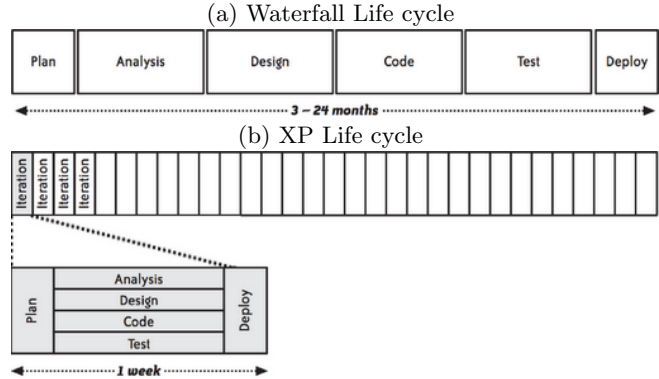 (a) Waterfall Life cycle
Plan Analysis Design Code Test Deploy
3 – 24 months
(b) XP Life cycle
Iteration Iteration Iteration Iteration
Plan
Analysis
Design
Code
Test
Deploy
1 week